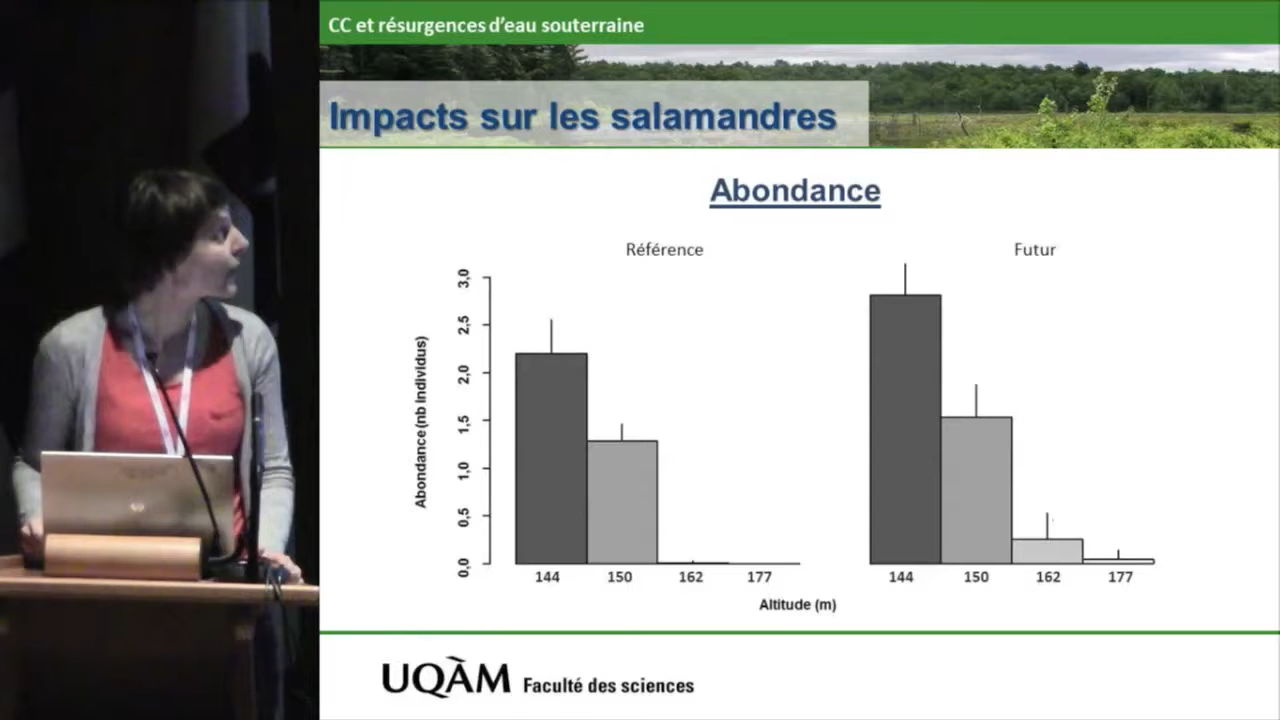 CC et résurgences d'eau souterraine
Impacts sur les salamandres
Abondance
Référence
Futur
Abondance (nb individus)
3,0
2,5
2,0
1,5
1,0
0,5
0,0
144 150 162 177
144 150 162 177
Altitude (m)
UQÀM Faculté des sciences